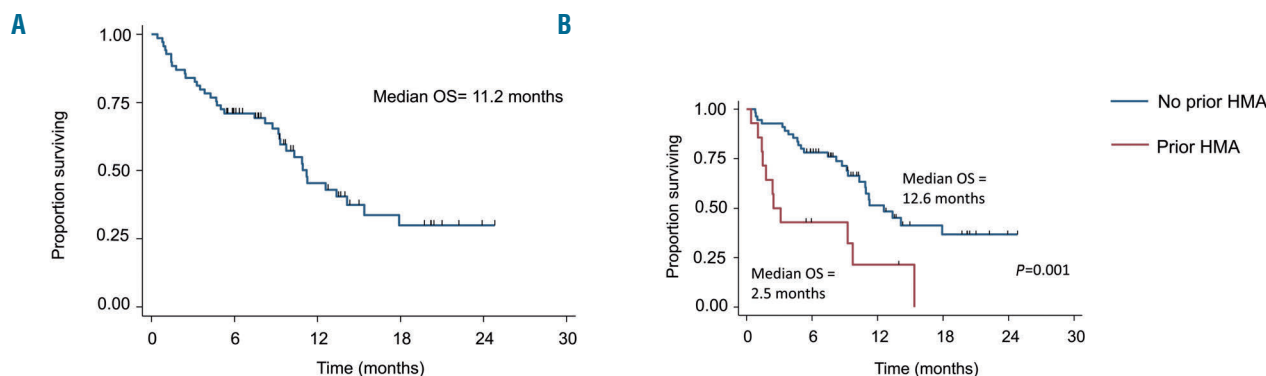 A
Proportion surviving
1.00
0.75
0.50
0.25
0.00
Median OS= 11.2 months
0 6 12 18 24 30
Time (months)
B
Proportion surviving
1.00
0.75
0.50
0.25
0.00
Median OS =
12.6 months
Median OS =
2.5 months
P=0.001
0 6 12 18 24 30
Time (months)
No prior HMA
Prior HMA